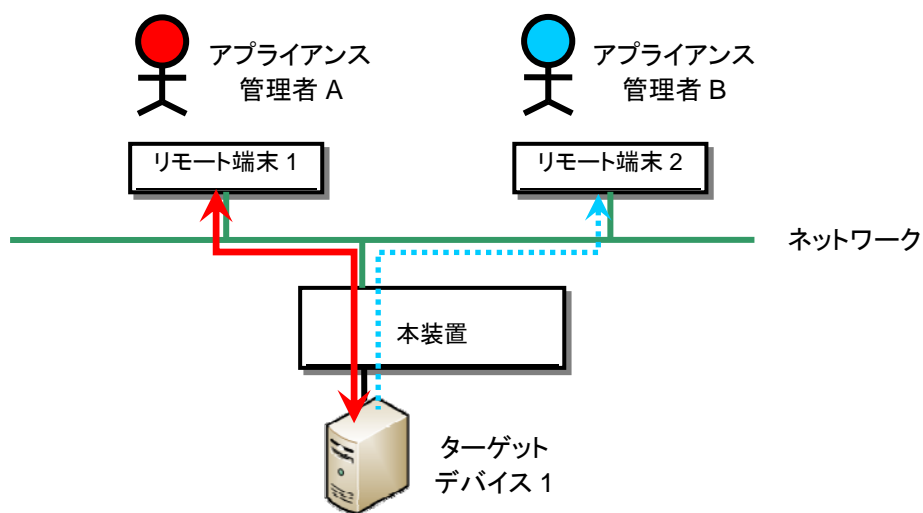 アプライアンス
管理者 A
アプライアンス
管理者 B
リモート端末 1
リモート端末 2
ネットワーク
本装置
ターゲット
デバイス 1